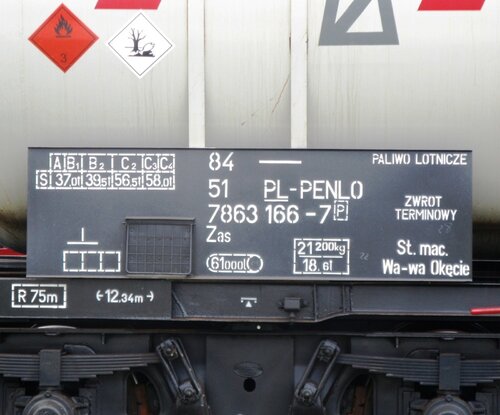 3
A B1 B2 C2 C3 C4
S 37.0t 39.5t 56.5t 58.0t
84
51 PL-PENLO
7863 166-7 P
Zas
61000l
21 200kg
18.6t
PALIWO LOTNICZE
ZWROT
TERMINOWY
St. mac.
Wa-wa Okęcie
R 75m
12.34m